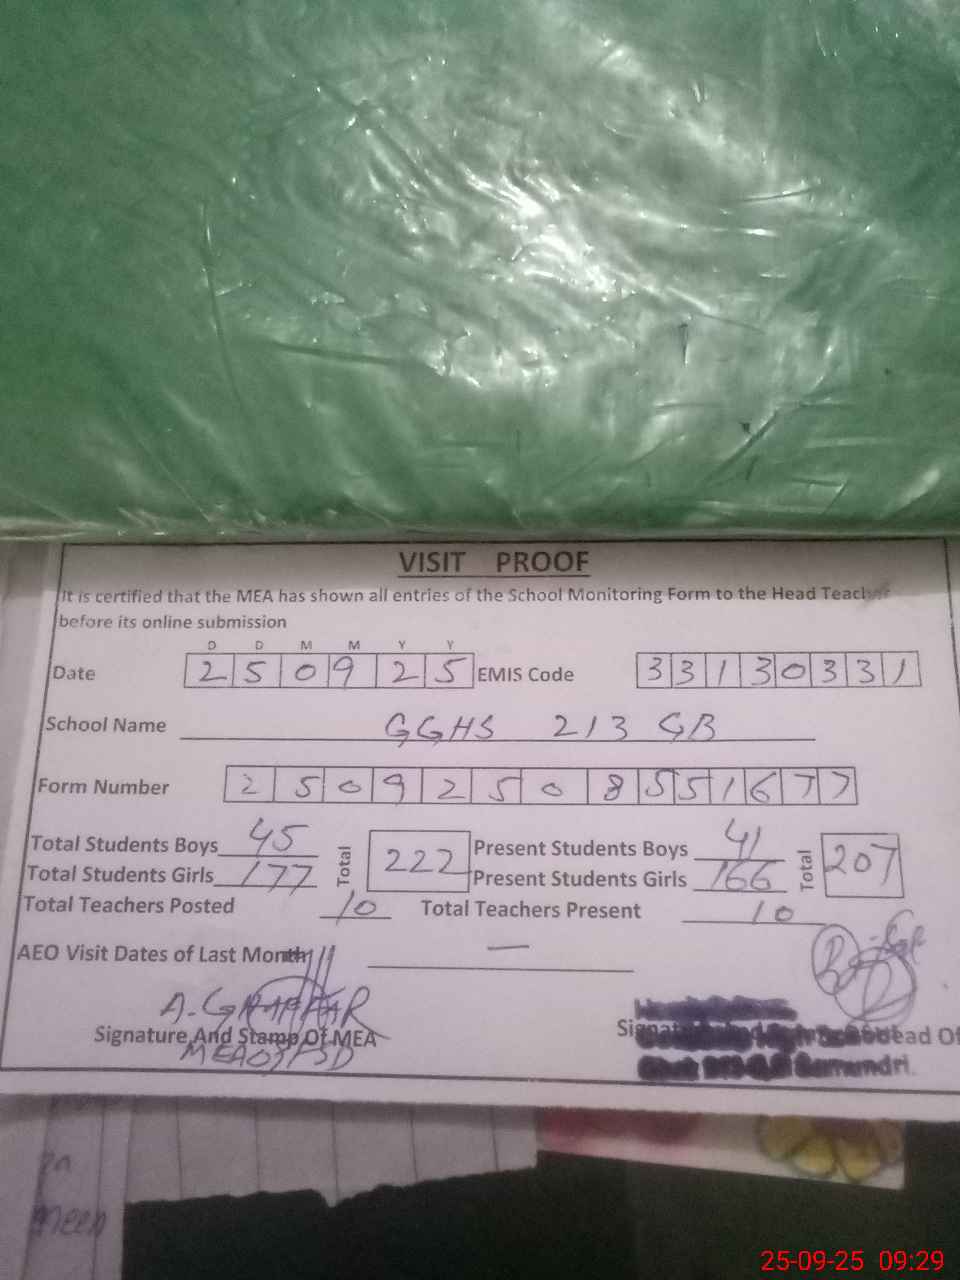 VISIT PROOF
It is certified that the MEA has shown all entries of the School Monitoring Form to the Head Teacher
before its online submission
D D M M Y Y
Date 2 5 0 9 2 5 EMIS Code 3 3 1 3 0 3 3 1
School Name GGHS 213 GB
Form Number 2 5 0 9 2 5 0 8 5 5 1 6 7 7
Total Students Boys 45 Total 222 Present Students Boys 41 Total 207
Total Students Girls 177 Present Students Girls 166
Total Teachers Posted 10 Total Teachers Present 10
AEO Visit Dates of Last Month —
A. GHAFFAR
Signature And Stamp Of MEA
Head Of
Samundri.
25-09-25 09:29